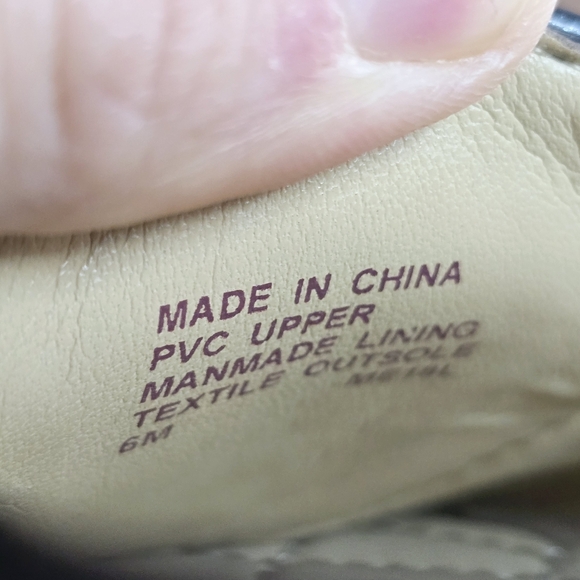 MADE IN CHINA
PVC UPPER
MANMADE LINING
TEXTILE OUTSOLE
6M